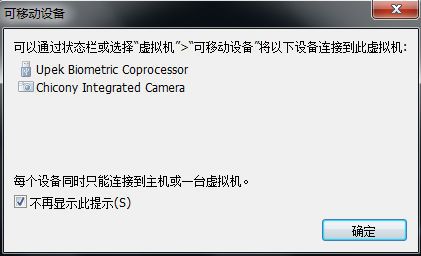 可移动设备
可以通过状态栏或选择“虚拟机”>“可移动设备”将以下设备连接到此虚拟机:
Upek Biometric Coprocessor
Chicony Integrated Camera
每个设备同时只能连接到主机或一台虚拟机。
不再显示此提示(S)
确定